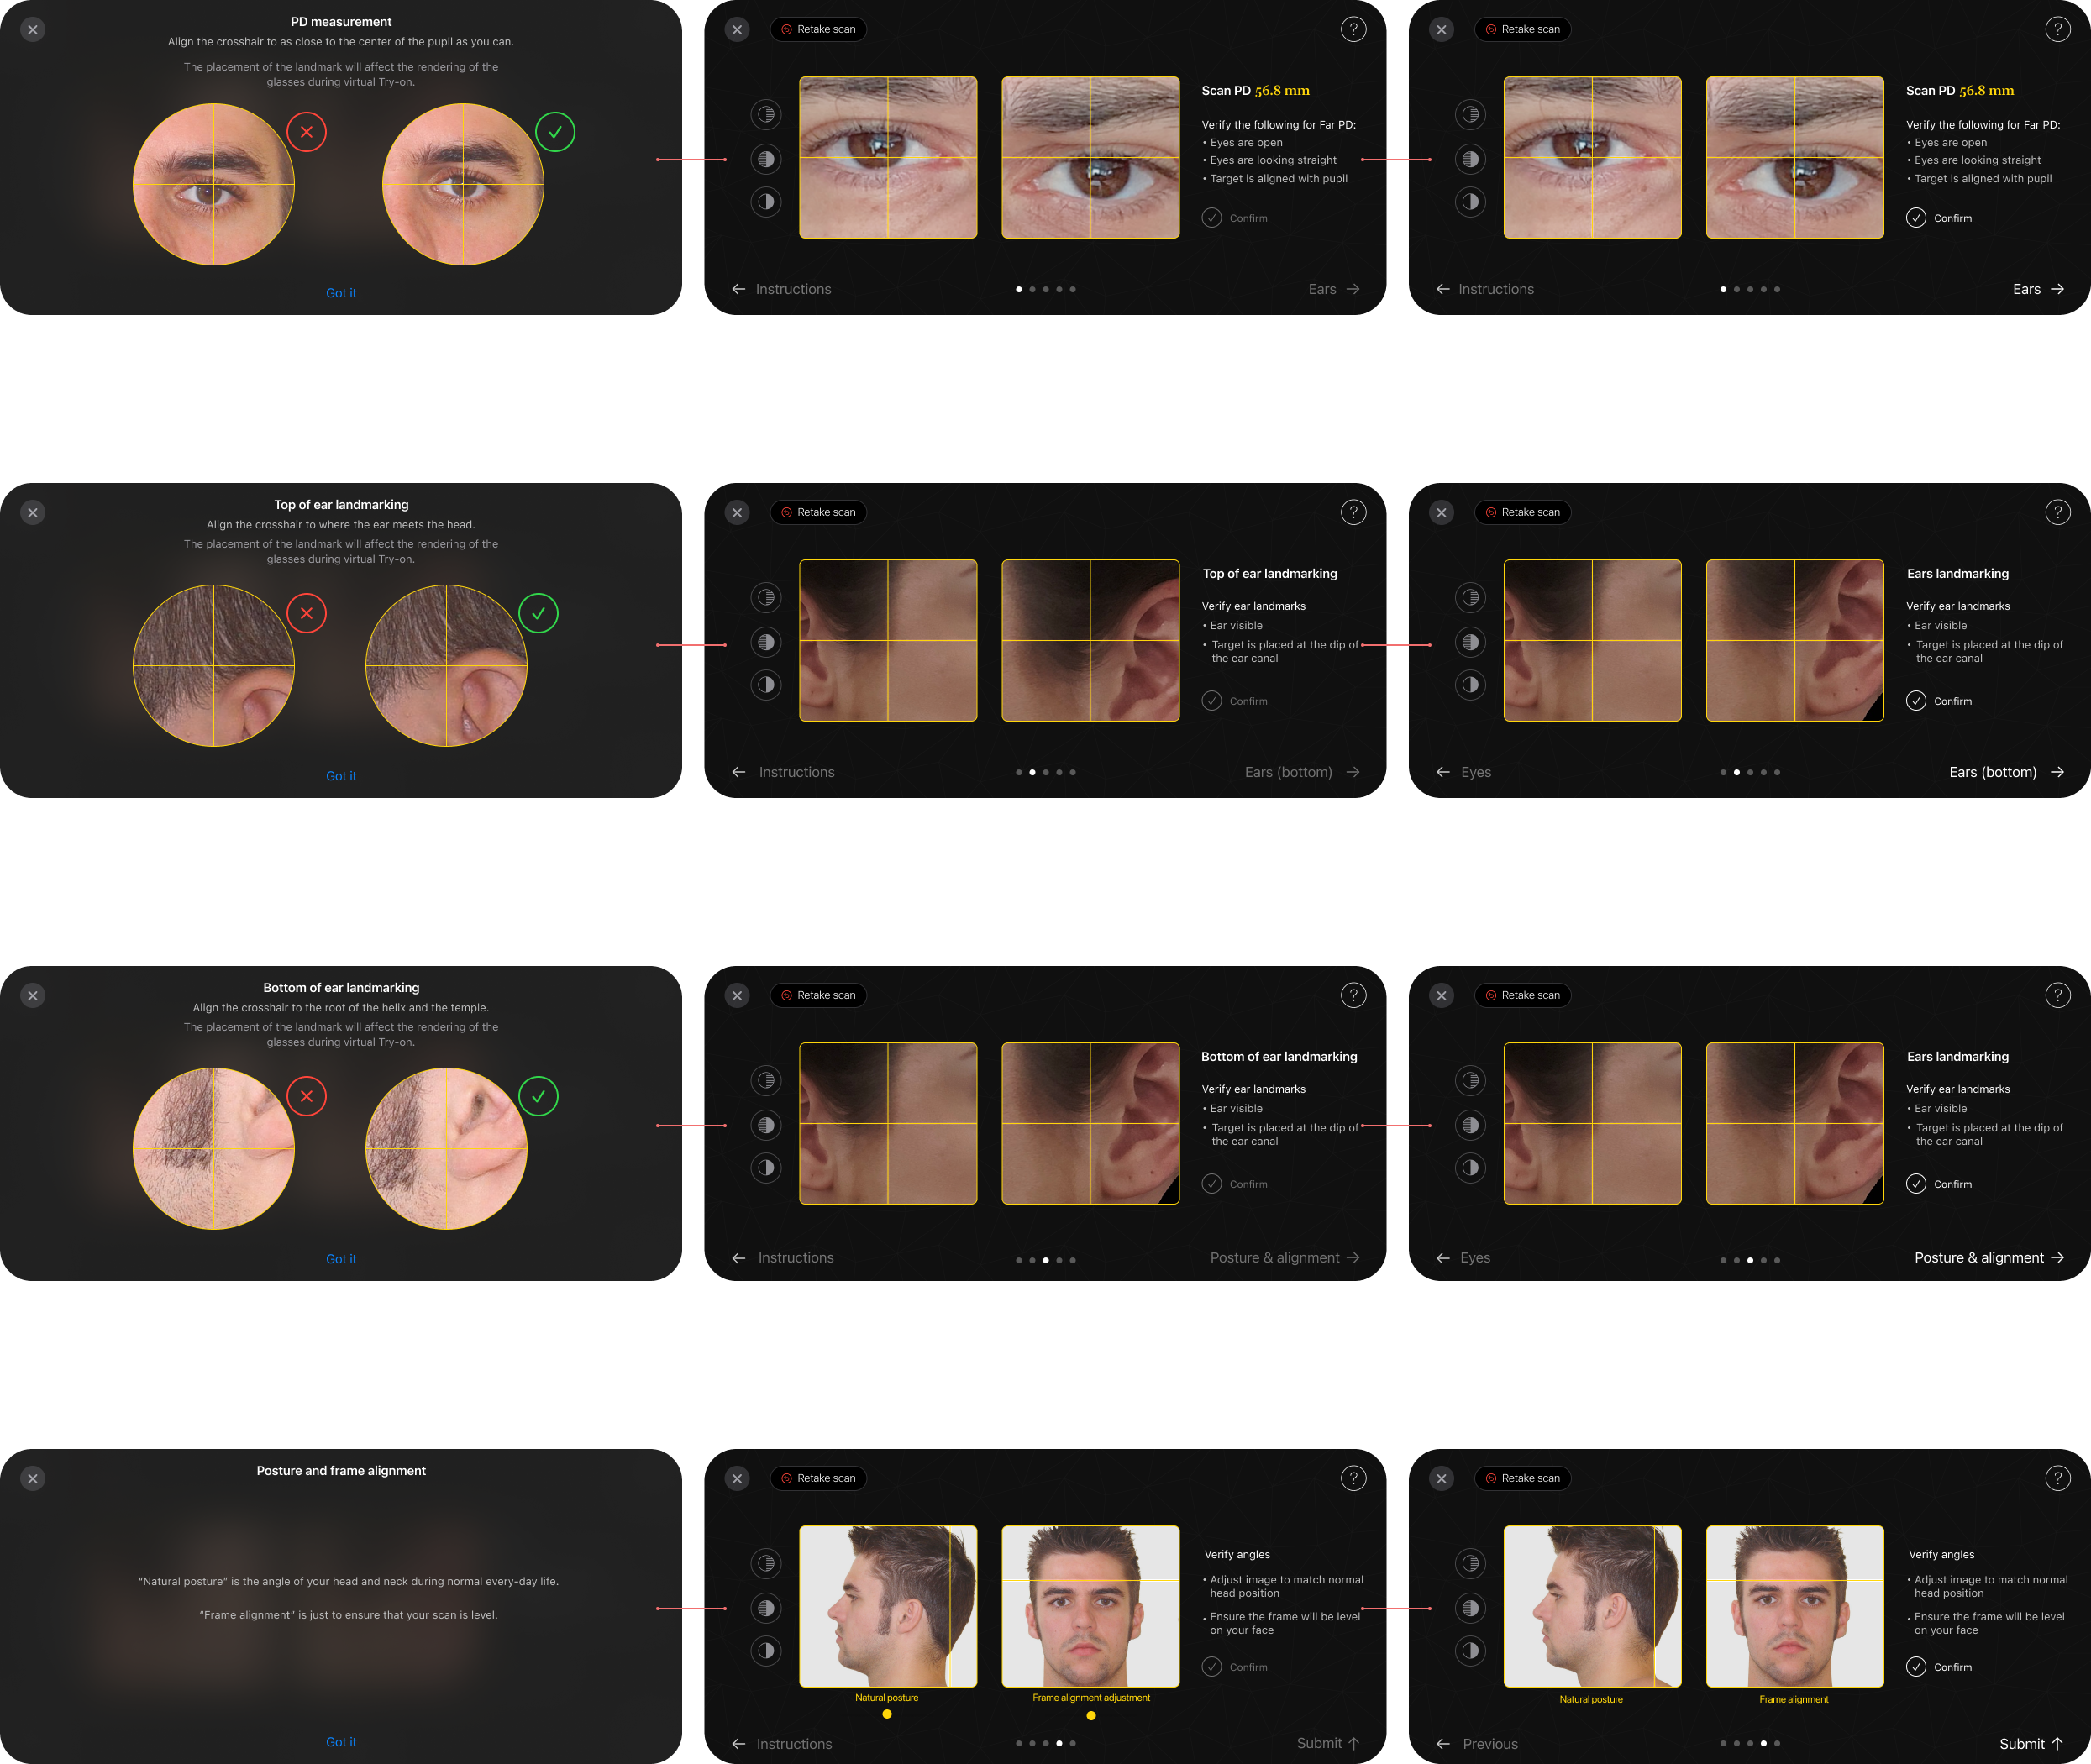 PD measurement
Align the crosshair to as close to the center of the pupil as you can.
The placement of the landmark will affect the rendering of the
glasses during virtual Try-on.
Got it
Retake scan
?
Scan PD 56.8 mm
Verify the following for Far PD:
• Eyes are open
• Eyes are looking straight
• Target is aligned with pupil
Confirm
← Instructions
Ears →
Retake scan
?
Scan PD 56.8 mm
Verify the following for Far PD:
• Eyes are open
• Eyes are looking straight
• Target is aligned with pupil
Confirm
← Instructions
Ears →
Top of ear landmarking
Align the crosshair to where the ear meets the head.
The placement of the landmark will affect the rendering of the
glasses during virtual Try-on.
Got it
Retake scan
?
Top of ear landmarking
Verify ear landmarks
• Ear visible
• Target is placed at the dip of
the ear canal
Confirm
← Instructions
Ears (bottom) →
Retake scan
?
Ears landmarking
Verify ear landmarks
• Ear visible
• Target is placed at the dip of
the ear canal
Confirm
← Eyes
Ears (bottom) →
Bottom of ear landmarking
Align the crosshair to the root of the helix and the temple.
The placement of the landmark will affect the rendering of the
glasses during virtual Try-on.
Got it
Retake scan
?
Bottom of ear landmarking
Verify ear landmarks
• Ear visible
• Target is placed at the dip of
the ear canal
Confirm
← Instructions
Posture & alignment →
Retake scan
?
Ears landmarking
Verify ear landmarks
• Ear visible
• Target is placed at the dip of
the ear canal
Confirm
← Eyes
Posture & alignment →
Posture and frame alignment
“Natural posture” is the angle of your head and neck during normal every-day life.
“Frame alignment” is just to ensure that your scan is level.
Got it
Retake scan
?
Verify angles
• Adjust image to match normal
head position
• Ensure the frame will be level
on your face
Confirm
Natural posture
Frame alignment adjustment
← Instructions
Submit ↑
Retake scan
?
Verify angles
• Adjust image to match normal
head position
• Ensure the frame will be level
on your face
Confirm
Natural posture
Frame alignment
← Previous
Submit ↑